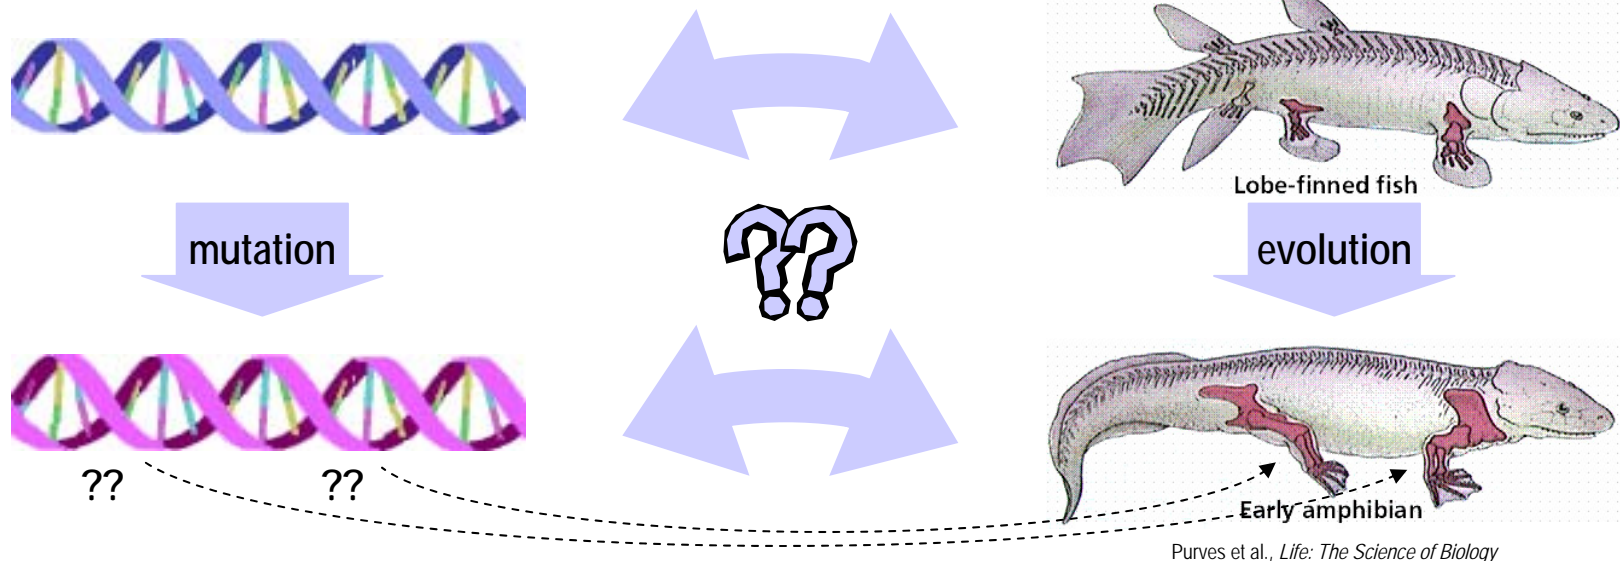 Lobe-finned fish
mutation
??
evolution
??
??
Early amphibian
Purves et al., Life: The Science of Biology